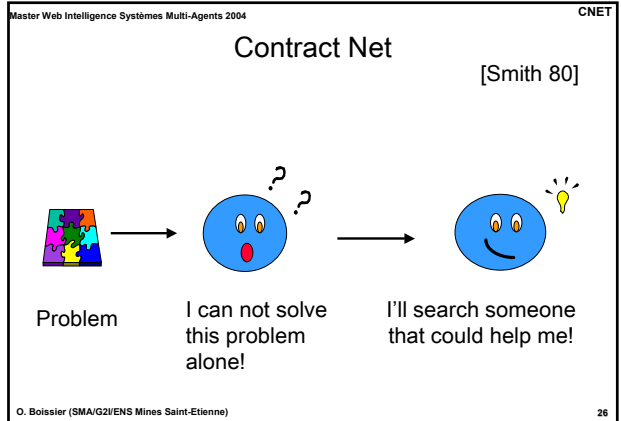 Master Web Intelligence Systèmes Multi-Agents 2004
CNET
Contract Net
[Smith 80]
? ?
Problem
I can not solve
this problem
alone!
I'll search someone
that could help me!
O. Boissier (SMA/G2I/ENS Mines Saint-Etienne)
26